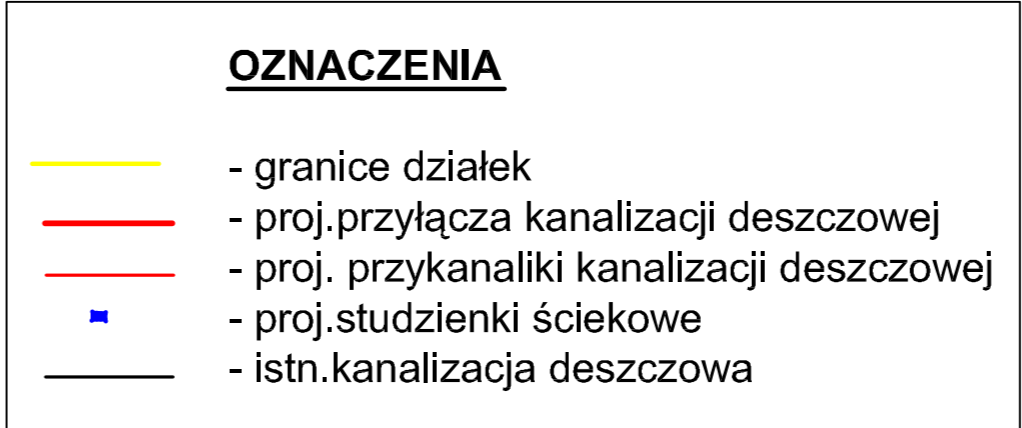 OZNACZENIA
- granice działek
- proj.przyłącza kanalizacji deszczowej
- proj. przykanaliki kanalizacji deszczowej
- proj.studzienki ściekowe
- istn.kanalizacja deszczowa